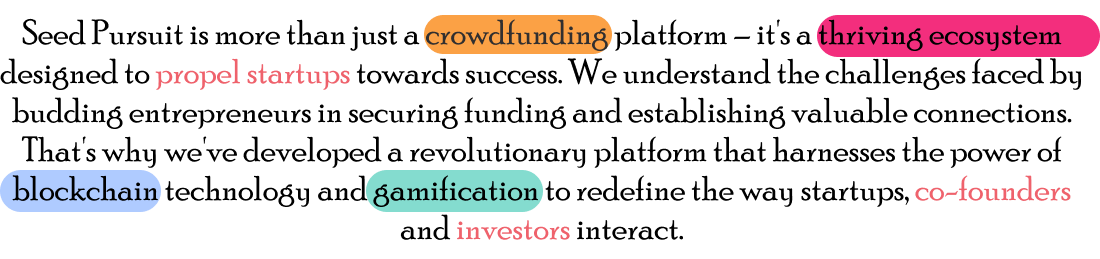 Seed Pursuit is more than just a crowdfunding platform – it's a thriving ecosystem
designed to propel startups towards success. We understand the challenges faced by
budding entrepreneurs in securing funding and establishing valuable connections.
That's why we've developed a revolutionary platform that harnesses the power of
blockchain technology and gamification to redefine the way startups, co-founders
and investors interact.